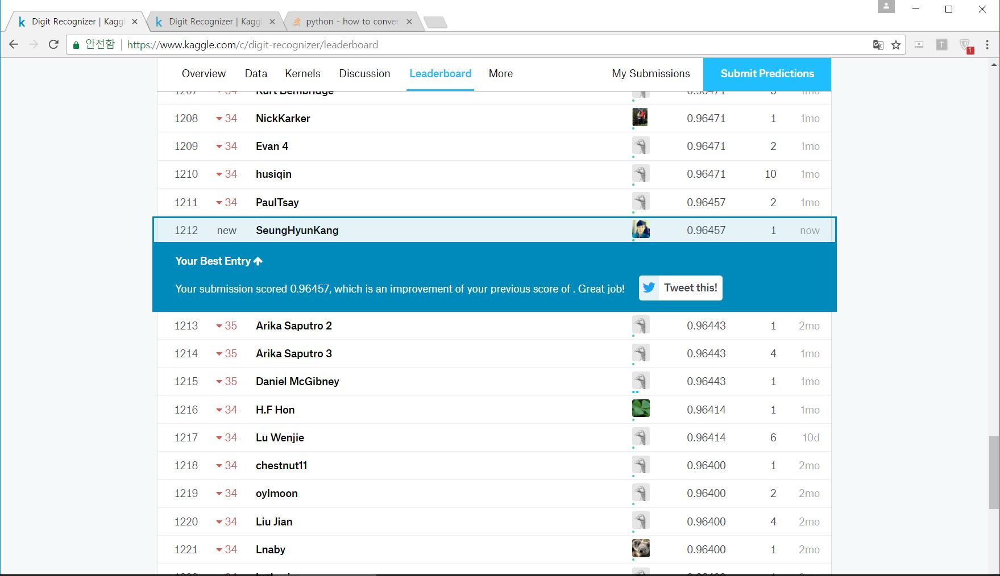 Digit Recognizer | Kaggl
Digit Recognizer | Kaggl
python - how to conver
안전함 | https://www.kaggle.com/c/digit-recognizer/leaderboard
1
Overview Data Kernels Discussion Leaderboard More My Submissions Submit Predictions
1207 34 Kurt Bembridge 0.96471 1mo
1208 34 NickKarker 0.96471 1 1mo
1209 34 Evan 4 0.96471 2 1mo
1210 34 husiqin 0.96471 10 1mo
1211 34 PaulTsay 0.96457 2 1mo
1212 new SeungHyunKang 0.96457 1 now
Your Best Entry
Your submission scored 0.96457, which is an improvement of your previous score of . Great job! Tweet this!
1213 35 Arika Saputro 2 0.96443 1 2mo
1214 35 Arika Saputro 3 0.96443 4 1mo
1215 35 Daniel McGibney 0.96443 1 1mo
1216 34 H.F Hon 0.96414 1 1mo
1217 34 Lu Wenjie 0.96414 6 10d
1218 34 chestnut11 0.96400 1 2mo
1219 34 oylmoon 0.96400 2 2mo
1220 34 Liu Jian 0.96400 4 2mo
1221 34 Lnaby 0.96400 1 2mo